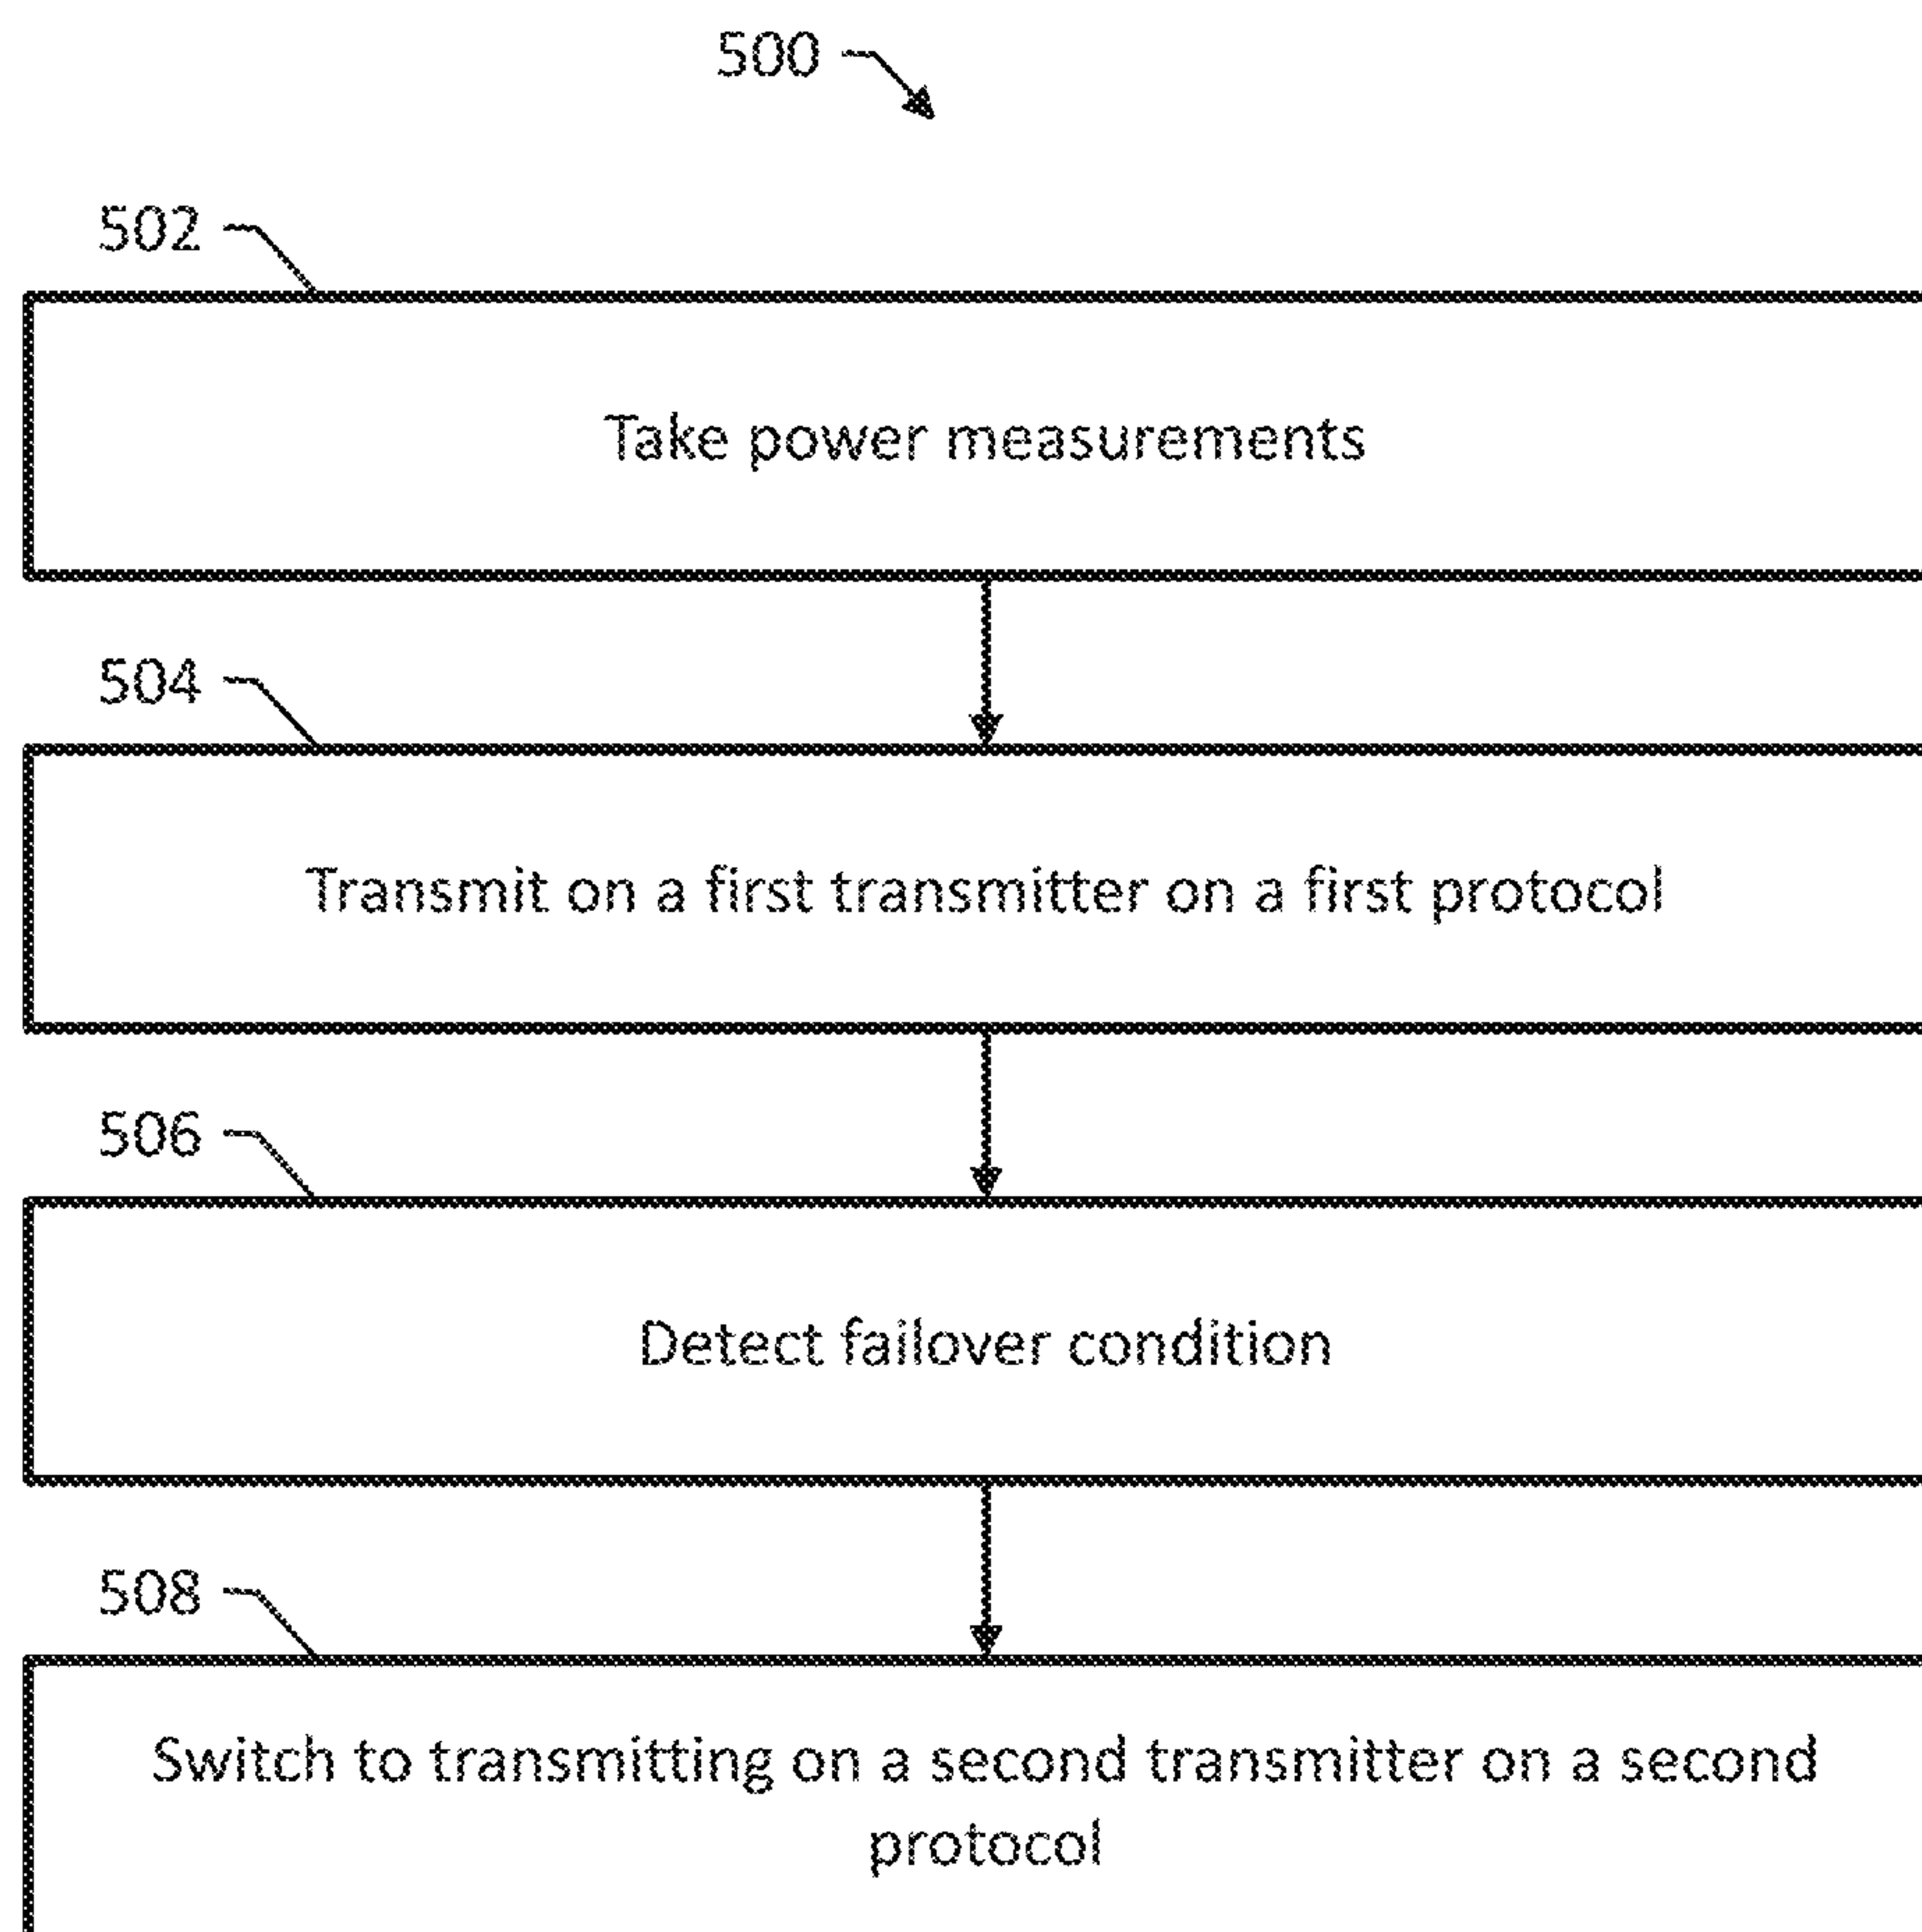 500
502
Take power measurements
504
Transmit on a first transmitter on a first protocol
506
Detect failover condition
508
Switch to transmitting on a second transmitter on a second
protocol